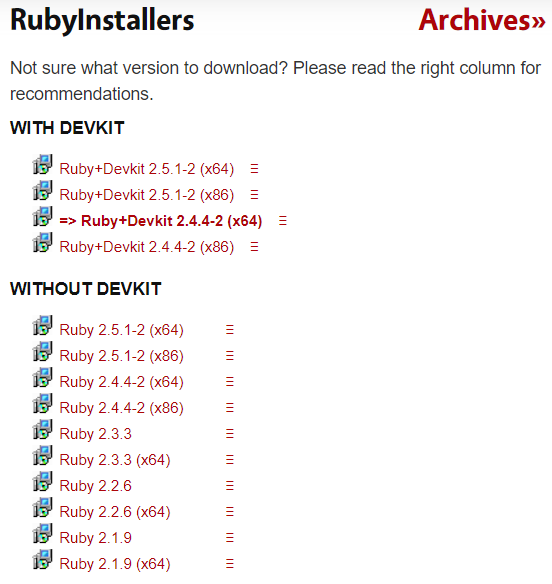 RubyInstallers Archives»
Not sure what version to download? Please read the right column for
recommendations.
WITH DEVKIT
Ruby+Devkit 2.5.1-2 (x64)
Ruby+Devkit 2.5.1-2 (x86)
=> Ruby+Devkit 2.4.4-2 (x64)
Ruby+Devkit 2.4.4-2 (x86)
WITHOUT DEVKIT
Ruby 2.5.1-2 (x64)
Ruby 2.5.1-2 (x86)
Ruby 2.4.4-2 (x64)
Ruby 2.4.4-2 (x86)
Ruby 2.3.3
Ruby 2.3.3 (x64)
Ruby 2.2.6
Ruby 2.2.6 (x64)
Ruby 2.1.9
Ruby 2.1.9 (x64)